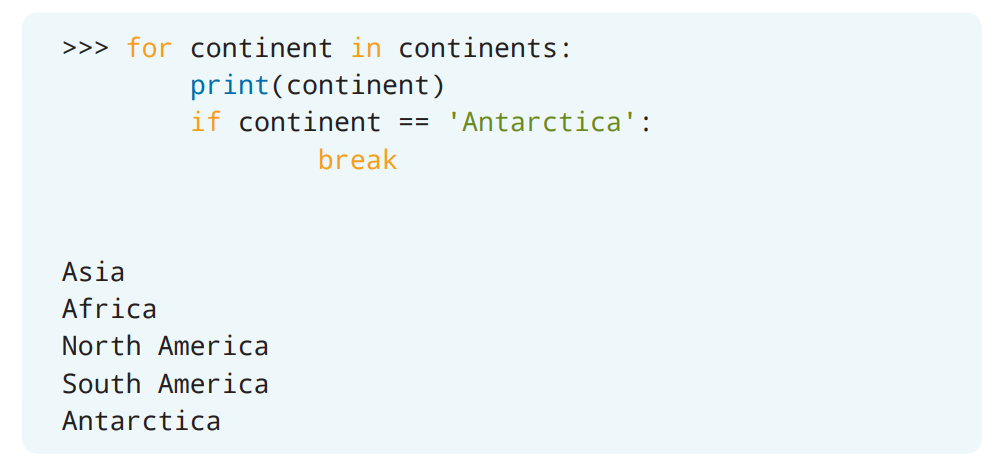 >>> for continent in continents:
print(continent)
if continent == 'Antarctica':
break
Asia
Africa
North America
South America
Antarctica